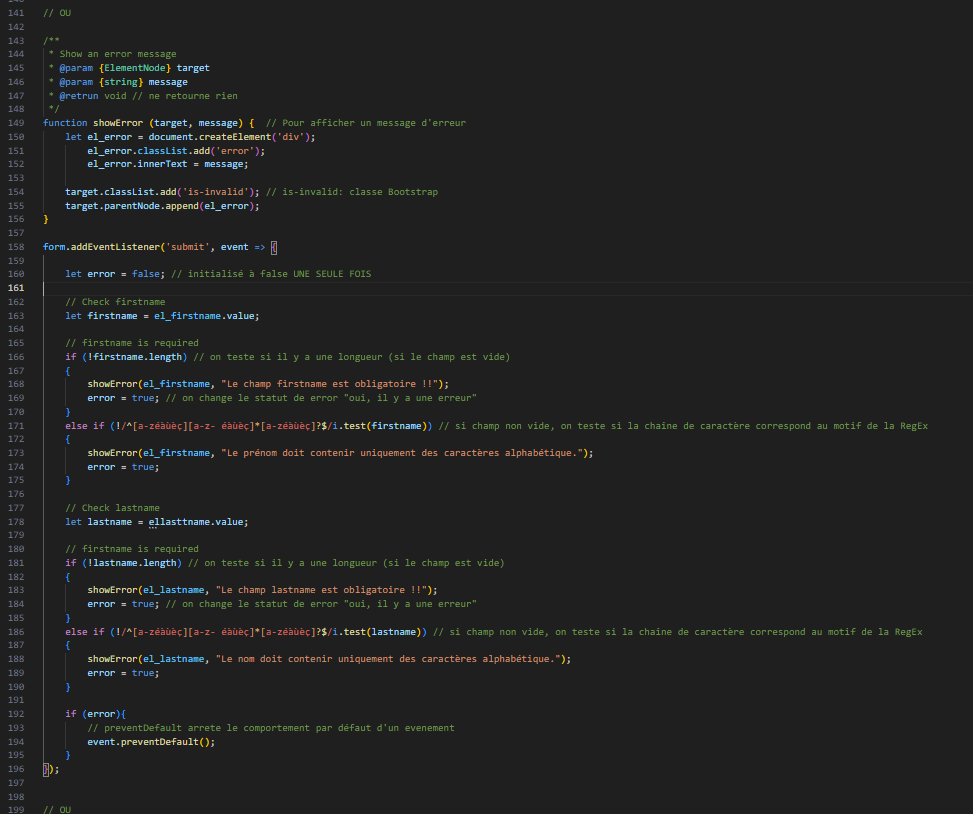 141 // OU
142
143 /**
144  * Show an error message
145  * @param {ElementNode} target
146  * @param {string} message
147  * @retrun void // ne retourne rien
148  */
149 function showError (target, message) {  // Pour afficher un message d'erreur
150     let el_error = document.createElement('div');
151         el_error.classList.add('error');
152         el_error.innerText = message;
153
154     target.classList.add('is-invalid'); // is-invalid: classe Bootstrap
155     target.parentNode.append(el_error);
156 }
157
158 form.addEventListener('submit', event => {
159
160     let error = false; // initialisé à false UNE SEULE FOIS
161
162     // Check firstname
163     let firstname = el_firstname.value;
164
165     // firstname is required
166     if (!firstname.length) // on teste si il y a une longueur (si le champ est vide)
167     {
168         showError(el_firstname, "Le champ firstname est obligatoire !!");
169         error = true; // on change le statut de error "oui, il y a une erreur"
170     }
171     else if (!/^[a-zéàùèç][a-z- éàùèç]*[a-zéàùèç]?$/i.test(firstname)) // si champ non vide, on teste si la chaine de caractère correspond au motif de la RegEx
172     {
173         showError(el_firstname, "Le prénom doit contenir uniquement des caractères alphabétique.");
174         error = true;
175     }
176
177     // Check lastname
178     let lastname = ellasttname.value;
179
180     // firstname is required
181     if (!lastname.length) // on teste si il y a une longueur (si le champ est vide)
182     {
183         showError(el_lastname, "Le champ lastname est obligatoire !!");
184         error = true; // on change le statut de error "oui, il y a une erreur"
185     }
186     else if (!/^[a-zéàùèç][a-z- éàùèç]*[a-zéàùèç]?$/i.test(lastname)) // si champ non vide, on teste si la chaine de caractère correspond au motif de la RegEx
187     {
188         showError(el_lastname, "Le nom doit contenir uniquement des caractères alphabétique.");
189         error = true;
190     }
191
192     if (error){
193         // preventDefault arrete le comportement par défaut d'un evenement
194         event.preventDefault();
195     }
196 });
197
198
199 // OU